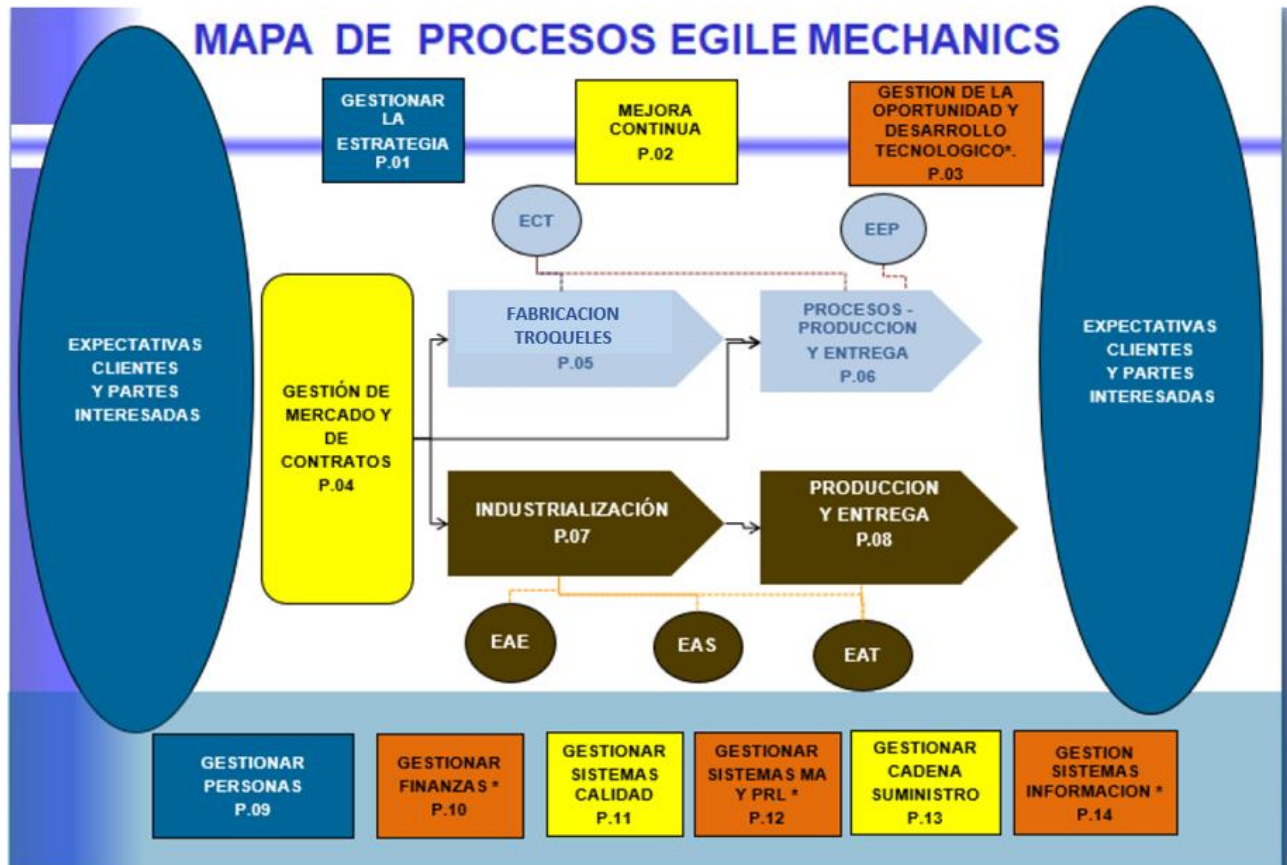 MAPA DE PROCESOS EGILE MECHANICS
GESTIONAR
LA
ESTRATEGIA
P.01
MEJORA
CONTINUA
P.02
GESTION DE LA
OPORTUNIDAD Y
DESARROLLO
TECNOLOGICO*.
P.03
ECT
EEP
EXPECTATIVAS
CLIENTES
Y PARTES
INTERESADAS
GESTIÓN DE
MERCADO Y
DE
CONTRATOS
P.04
FABRICACION
TROQUELES
P.05
PROCESOS -
PRODUCCION
Y ENTREGA
P.06
EXPECTATIVAS
CLIENTES
Y PARTES
INTERESADAS
INDUSTRIALIZACIÓN
P.07
PRODUCCION
Y ENTREGA
P.08
EAE
EAS
EAT
GESTIONAR
PERSONAS
P.09
GESTIONAR
FINANZAS *
P.10
GESTIONAR
SISTEMAS
CALIDAD
P.11
GESTIONAR
SISTEMAS MA
Y PRL *
P.12
GESTIONAR
CADENA
SUMINISTRO
P.13
GESTION
SISTEMAS
INFORMACION *
P.14